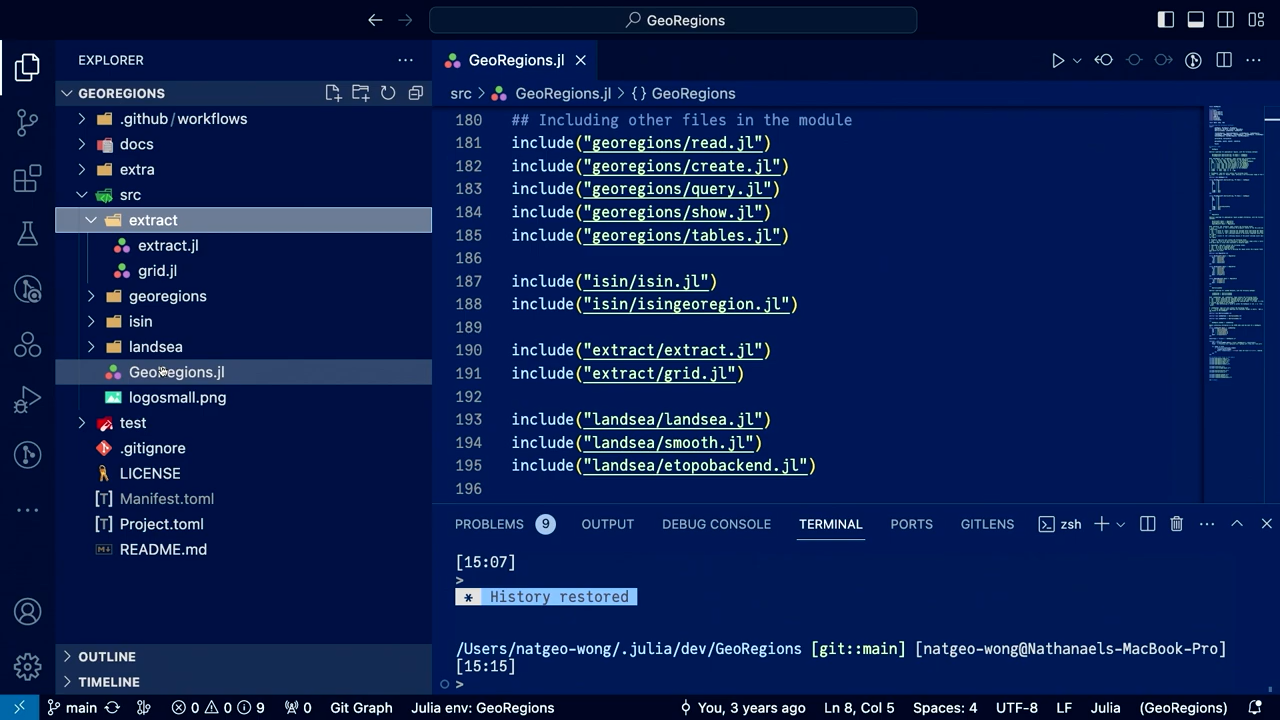 GeoRegions
EXPLORER
GEOREGIONS
.github/workflows
docs
extra
src
extract
extract.jl
grid.jl
georegions
isin
landsea
GeoRegions.jl
logosmall.png
test
.gitignore
LICENSE
Manifest.toml
Project.toml
README.md
OUTLINE
TIMELINE
GeoRegions.jl
src > GeoRegions.jl > {} GeoRegions
180 ## Including other files in the module
181 include("georegions/read.jl")
182 include("georegions/create.jl")
183 include("georegions/query.jl")
184 include("georegions/show.jl")
185 include("georegions/tables.jl")
186
187 include("isin/isin.jl")
188 include("isin/isingeoregion.jl")
189
190 include("extract/extract.jl")
191 include("extract/grid.jl")
192
193 include("landsea/landsea.jl")
194 include("landsea/smooth.jl")
195 include("landsea/etopobackend.jl")
196
PROBLEMS 9 OUTPUT DEBUG CONSOLE TERMINAL PORTS GITLENS zsh
[15:07]
>
* History restored
/Users/natgeo-wong/.julia/dev/GeoRegions [git::main] [natgeo-wong@Nathanaels-MacBook-Pro]
[15:15]
>
main 0 0 9 0 Git Graph Julia env: GeoRegions You, 3 years ago Ln 8, Col 5 Spaces: 4 UTF-8 LF Julia (GeoRegions)